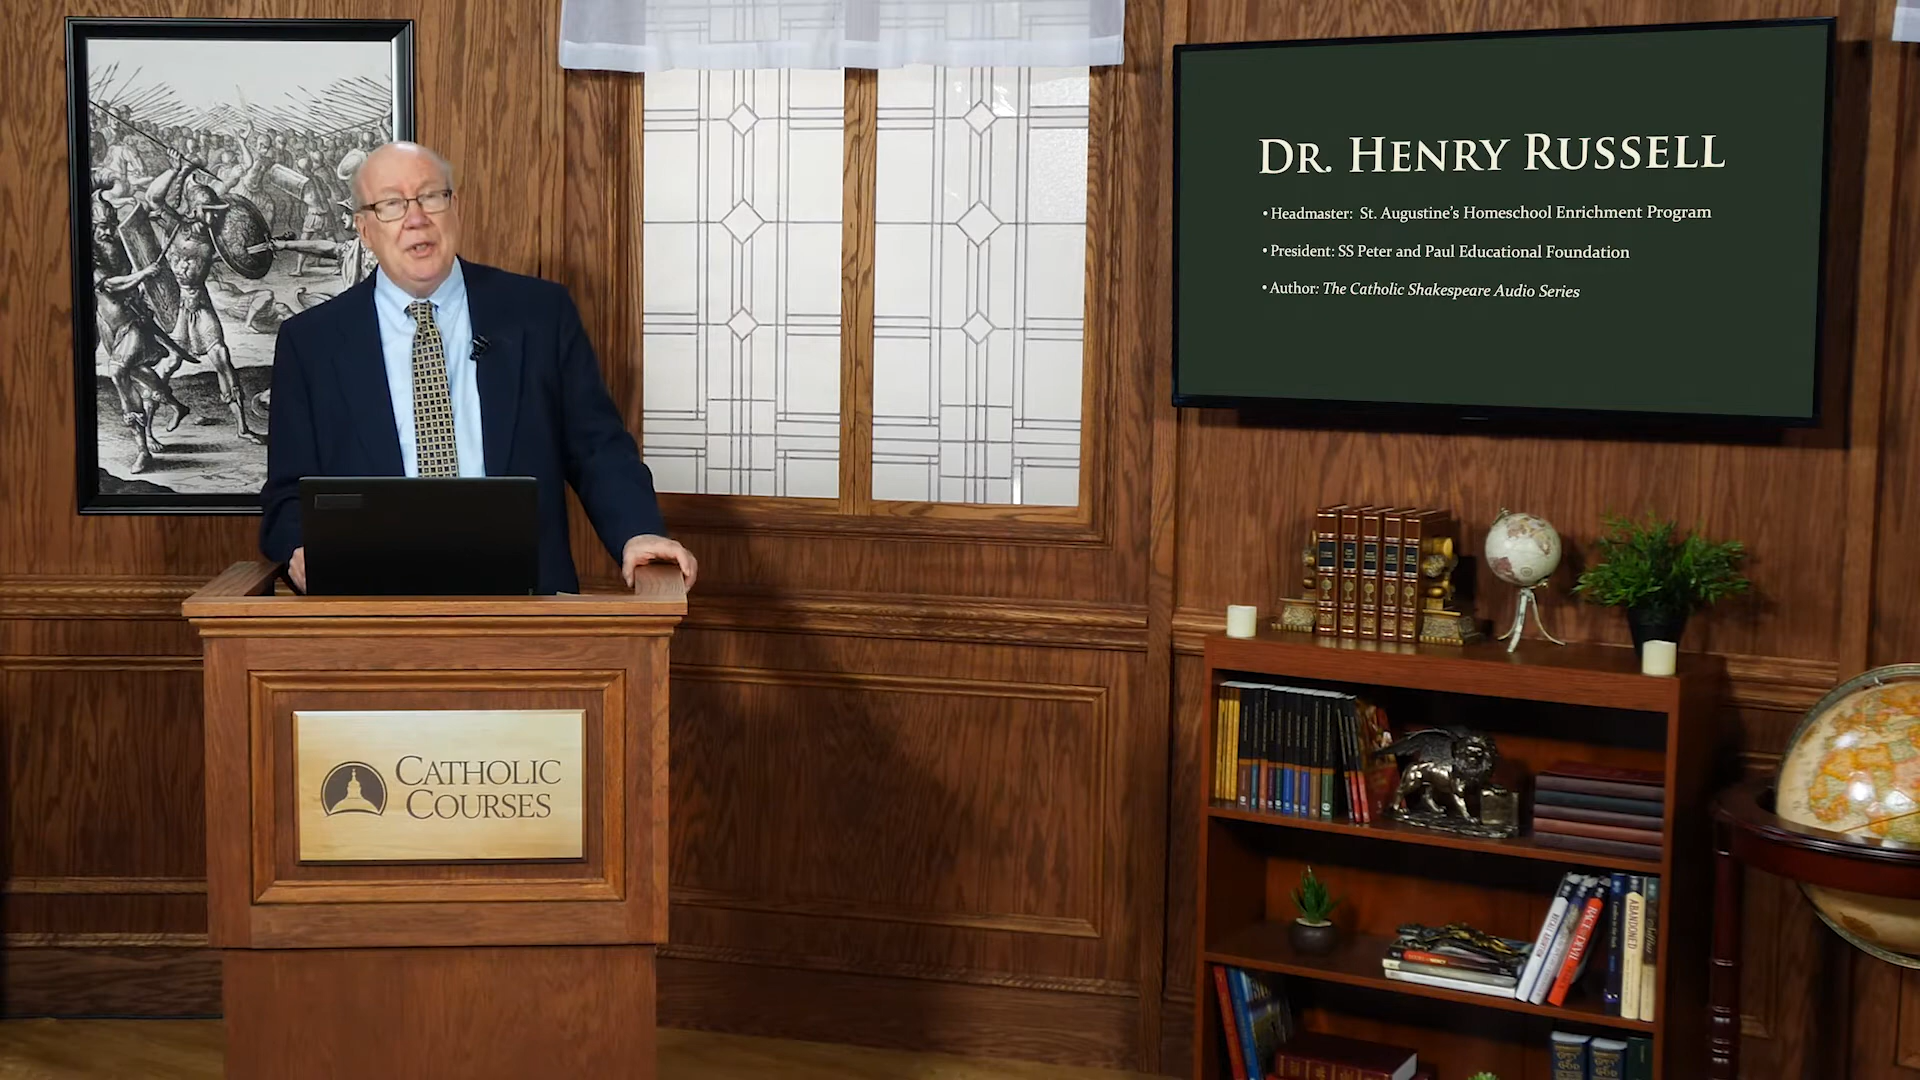 DR. HENRY RUSSELL
• Headmaster: St. Augustine's Homeschool Enrichment Program
• President: SS Peter and Paul Educational Foundation
• Author: The Catholic Shakespeare Audio Series
CATHOLIC
COURSES
ABANDONED